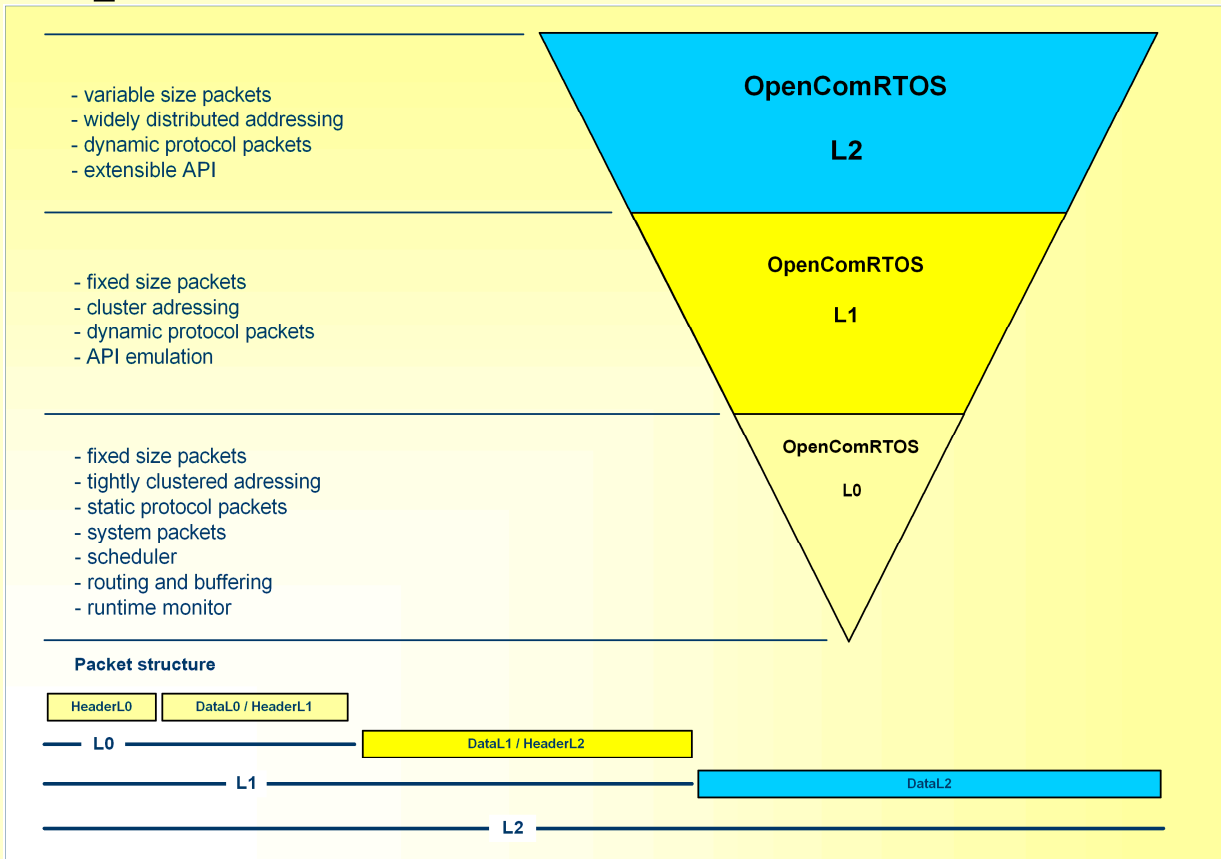 OpenComRTOS
L2
- variable size packets
- widely distributed addressing
- dynamic protocol packets
- extensible API
OpenComRTOS
L1
- fixed size packets
- cluster adressing
- dynamic protocol packets
- API emulation
OpenComRTOS
L0
- fixed size packets
- tightly clustered adressing
- static protocol packets
- system packets
- scheduler
- routing and buffering
- runtime monitor
Packet structure
HeaderL0
DataL0 / HeaderL1
L0
DataL1 / HeaderL2
L1
DataL2
L2